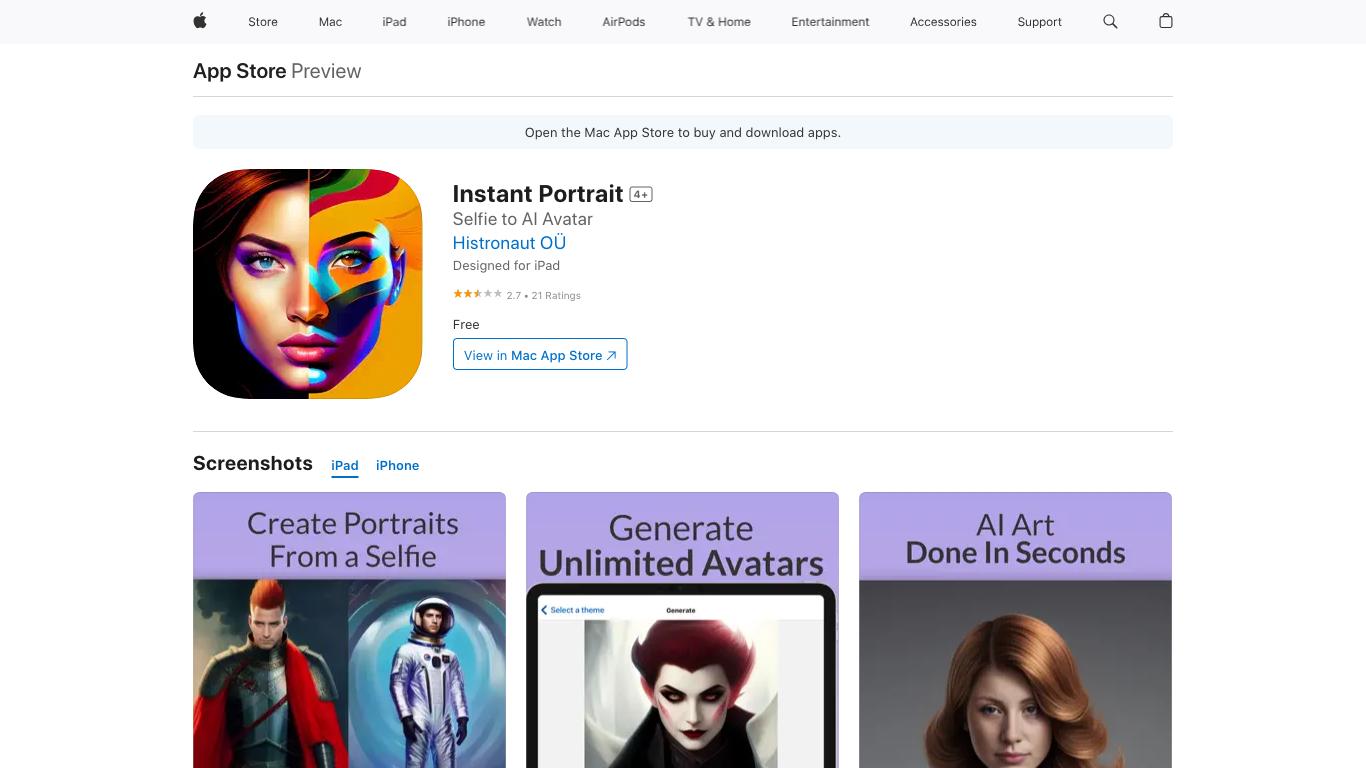 Store Mac iPad iPhone Watch AirPods TV & Home Entertainment Accessories Support
App Store Preview
Open the Mac App Store to buy and download apps.
Instant Portrait 4+
Selfie to AI Avatar
Histronaut OÜ
Designed for iPad
2.7 • 21 Ratings
Free
View in Mac App Store
Screenshots iPad iPhone
Create Portraits
From a Selfie
Generate
Unlimited Avatars
Select a theme Generate
AI Art
Done In Seconds